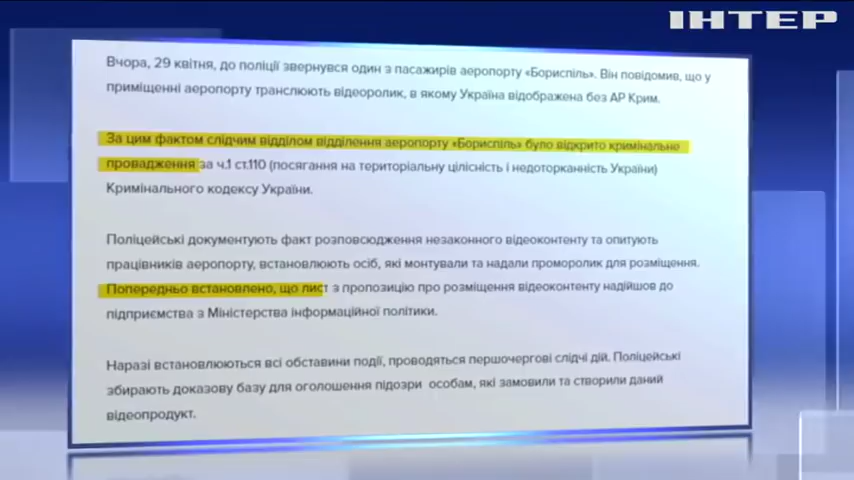 ІНТЕР
Вчора, 29 квітня, до поліції звернувся один з пасажирів аеропорту «Бориспіль». Він повідомив, що у
приміщенні аеропорту транслюють відеоролик, в якому Україна відображена без АР Крим.
За цим фактом слідчим відділом відділення аеропорту «Бориспіль» було відкрито кримінальне
провадження за ч.1 ст.110 (посягання на територіальну цілісність і недоторканність України)
Кримінального кодексу України.
Поліцейські документують факт розповсюдження незаконного відеоконтенту та опитують
працівників аеропорту, встановлюють осіб, які монтували та надали проморолик для розміщення.
Попередньо встановлено, що лист з пропозицію про розміщення відеоконтенту надійшов до
підприємства з Міністерства інформаційної політики.
Наразі встановлюються всі обставини події, проводяться першочергові слідчі дій. Поліцейські
збирають доказову базу для оголошення підозри особам, які замовили та створили даний
відеопродукт.